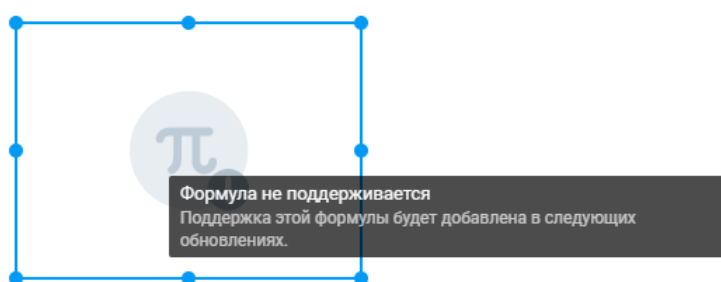 π
Формула не поддерживается
Поддержка этой формулы будет добавлена в следующих
обновлениях.